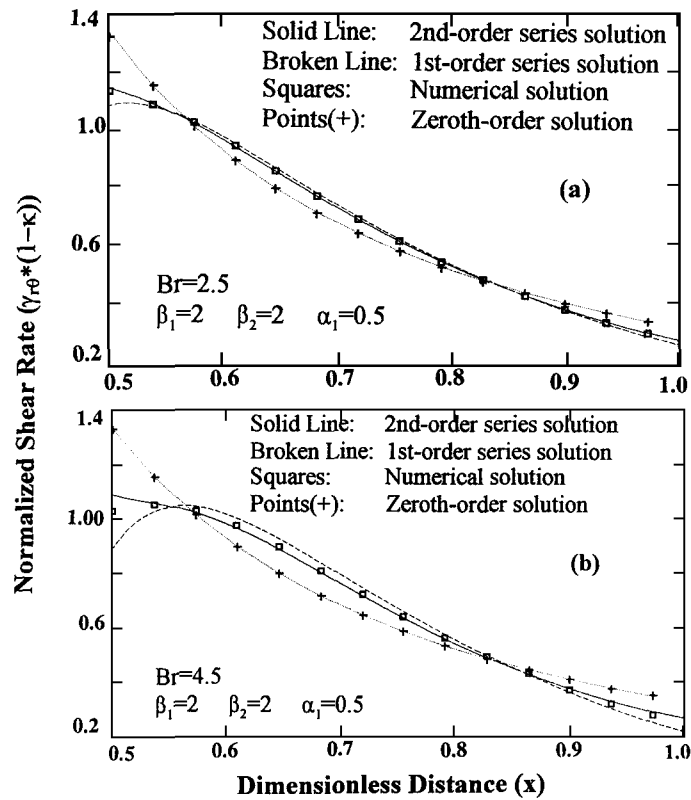 Normalized Shear Rate (γrθ*(1−κ))
1.4
1.0
0.6
0.2
Solid Line: 2nd-order series solution
Broken Line: 1st-order series solution
Squares: Numerical solution
Points(+): Zeroth-order solution
(a)
Br=2.5
β₁=2 β₂=2 α₁=0.5
0.5 0.6 0.7 0.8 0.9 1.0
1.4
1.00
0.6
0.2
Solid Line: 2nd-order series solution
Broken Line: 1st-order series solution
Squares: Numerical solution
Points(+): Zeroth-order solution
(b)
Br=4.5
β₁=2 β₂=2 α₁=0.5
0.5 0.6 0.7 0.8 0.9 1.0
Dimensionless Distance (x)